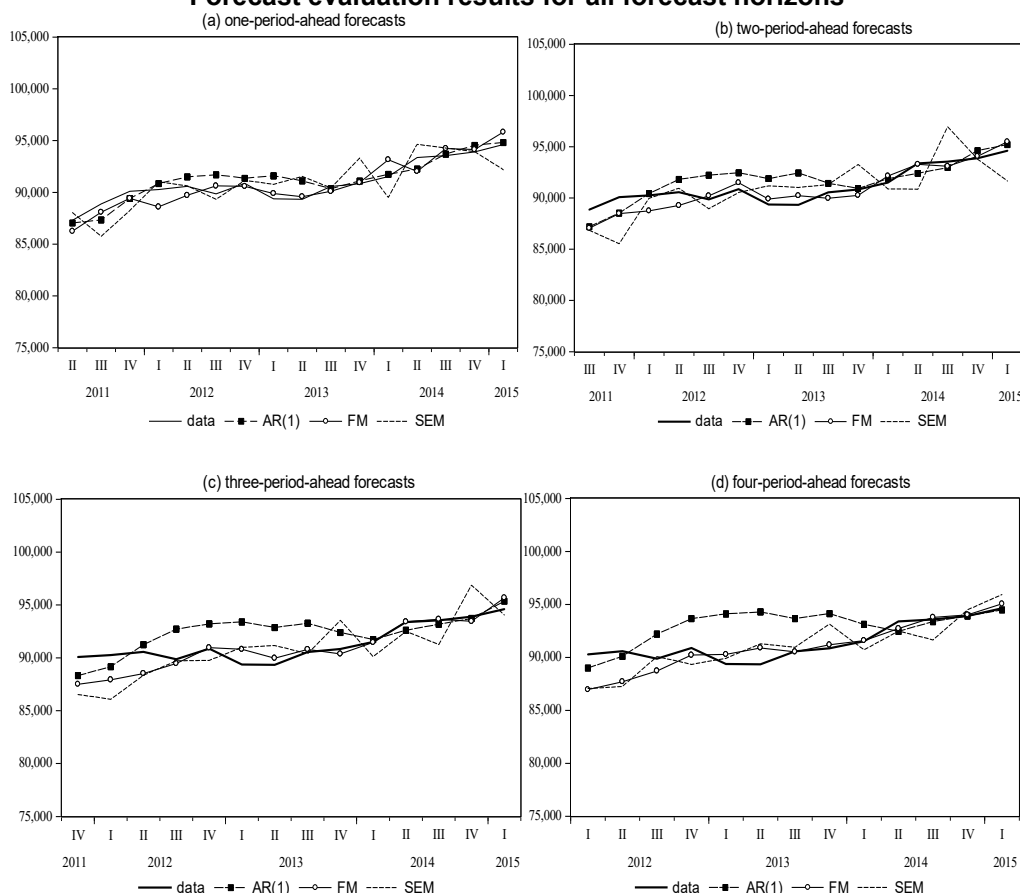 Forecast evaluation results for all forecast horizons
(a) one-period-ahead forecasts
105,000
100,000
95,000
90,000
85,000
80,000
75,000
II III IV I II III IV I II III IV I II III IV I
2011 2012 2013 2014 2015
data AR(1) FM SEM
(b) two-period-ahead forecasts
105,000
100,000
95,000
90,000
85,000
80,000
75,000
III IV I II III IV I II III IV I II III IV I
2011 2012 2013 2014 2015
data AR(1) FM SEM
(c) three-period-ahead forecasts
105,000
100,000
95,000
90,000
85,000
80,000
75,000
IV I II III IV I II III IV I II III IV I
2011 2012 2013 2014 2015
data AR(1) FM SEM
(d) four-period-ahead forecasts
105,000
100,000
95,000
90,000
85,000
80,000
75,000
I II III IV I II III IV I II III IV I
2012 2013 2014 2015
data AR(1) FM SEM